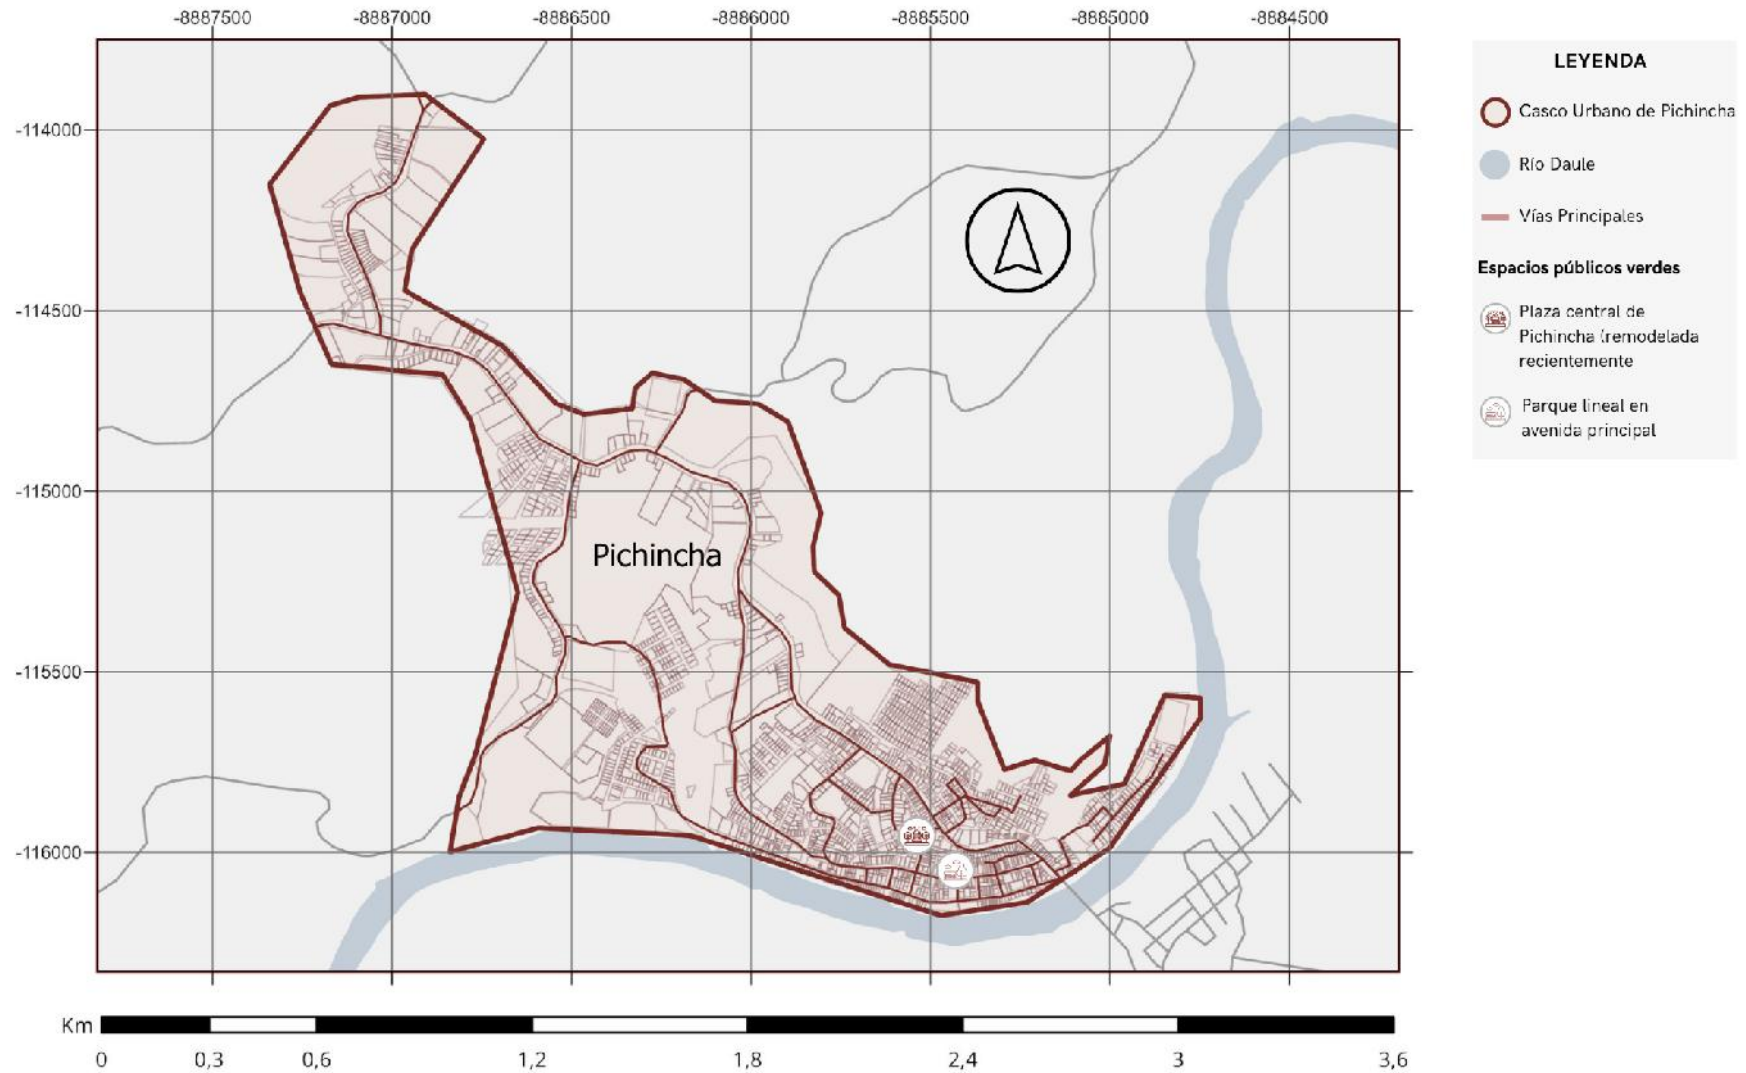 -8887500 -8887000 -8886500 -8886000 -8885500 -8885000 -8884500
-114000
-114500
-115000
-115500
-116000
Pichincha
Km
0 0,3 0,6 1,2 1,8 2,4 3 3,6
LEYENDA
Casco Urbano de Pichincha
Río Daule
Vías Principales
Espacios públicos verdes
Plaza central de
Pichincha (remodelada
recientemente
Parque lineal en
avenida principal